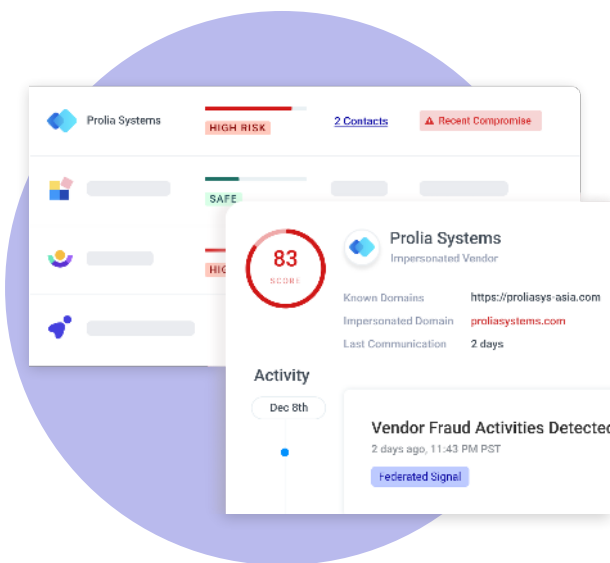 Prolia Systems
HIGH RISK
2 Contacts
Recent Compromise
SAFE
83
SCORE
Prolia Systems
Impersonated Vendor
Known Domains https://proliasys-asia.com
Impersonated Domain proliasystems.com
Last Communication 2 days
Activity
Dec 8th
Vendor Fraud Activities Detected
2 days ago, 11:43 PM PST
Federated Signal